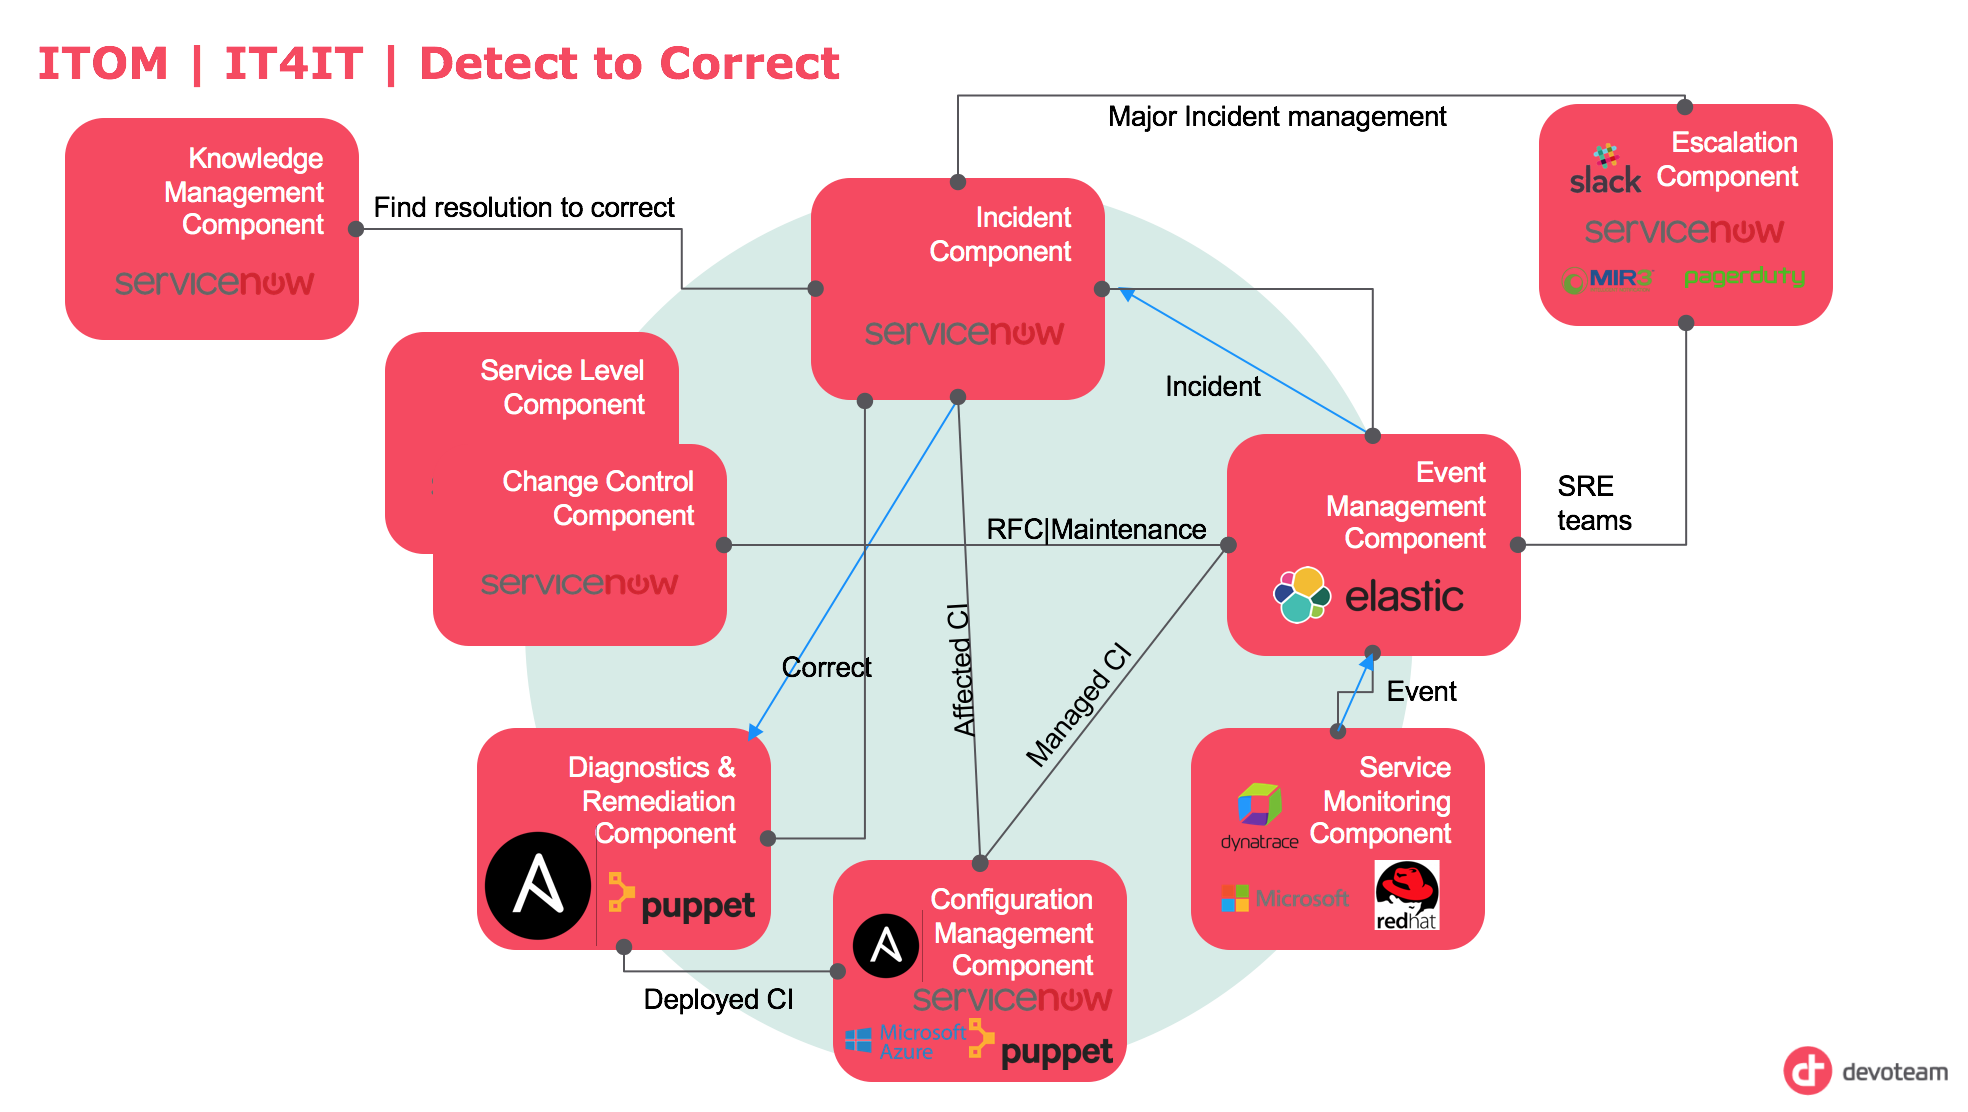 ITOM | IT4IT | Detect to Correct
Knowledge
Management
Component
servicenow
Find resolution to correct
Major Incident management
Incident
Component
servicenow
slack
Escalation
Component
servicenow
MIR3
pagerduty
Service Level
Component
Change Control
Component
servicenow
Incident
RFC|Maintenance
Event
Management
Component
elastic
SRE
teams
Correct
Affected CI
Managed CI
Event
Diagnostics &
Remediation
Component
puppet
Deployed CI
Configuration
Management
Component
servicenow
Microsoft
Azure
puppet
Service
Monitoring
Component
dynatrace
Microsoft
redhat
devoteam